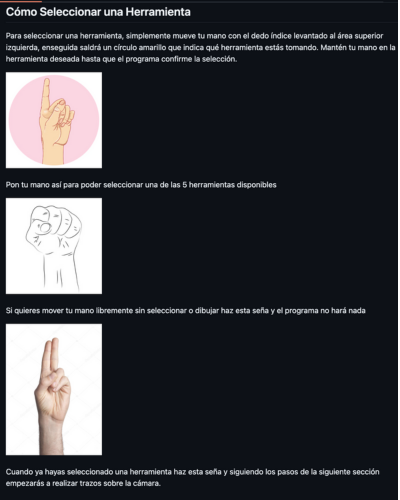 Cómo Seleccionar una Herramienta
Para seleccionar una herramienta, simplemente mueve tu mano con el dedo índice levantado al área superior
izquierda, enseguida saldrá un círculo amarillo que indica qué herramienta estás tomando. Mantén tu mano en la
herramienta deseada hasta que el programa confirme la selección.
Pon tu mano así para poder seleccionar una de las 5 herramientas disponibles
Si quieres mover tu mano libremente sin seleccionar o dibujar haz esta seña y el programa no hará nada
Cuando ya hayas seleccionado una herramienta haz esta seña y siguiendo los pasos de la siguiente sección
empezarás a realizar trazos sobre la cámara.